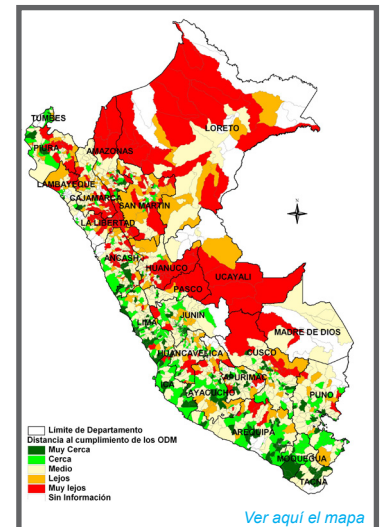 TUMBES
PIURA
LORETO
AMAZONAS
LAMBAYEQUE
CAJAMARCA
SAN MARTIN
LA LIBERTAD
ANCASH
HUANUCO
UCAYALI
PASCO
JUNIN
LIMA
MADRE DE DIOS
HUANCAVELICA
CUSCO
APURIMAC
ICA
AYACUCHO
PUNO
AREQUIPA
MOQUEGUA
TACNA
Límite de Departamento
Distancia al cumplimiento de los ODM
Muy Cerca
Cerca
Medio
Lejos
Muy lejos
Sin Información
Ver aquí el mapa